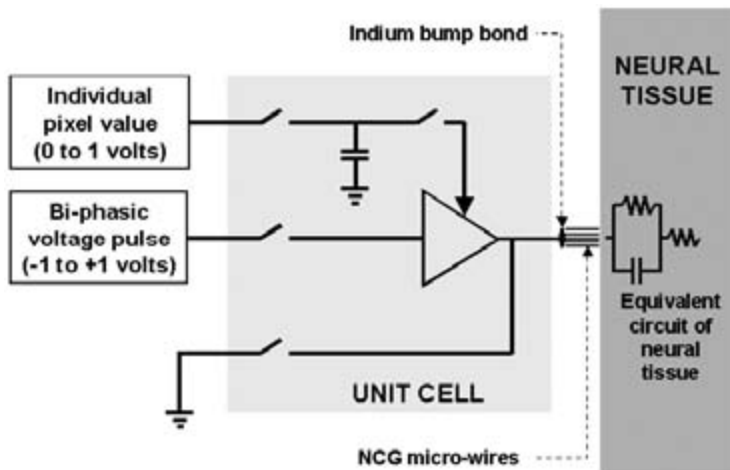 Indium bump bond
NEURAL
TISSUE
Individual
pixel value
(0 to 1 volts)
Bi-phasic
voltage pulse
(-1 to +1 volts)
Equivalent
circuit of
neural
tissue
UNIT CELL
NCG micro-wires